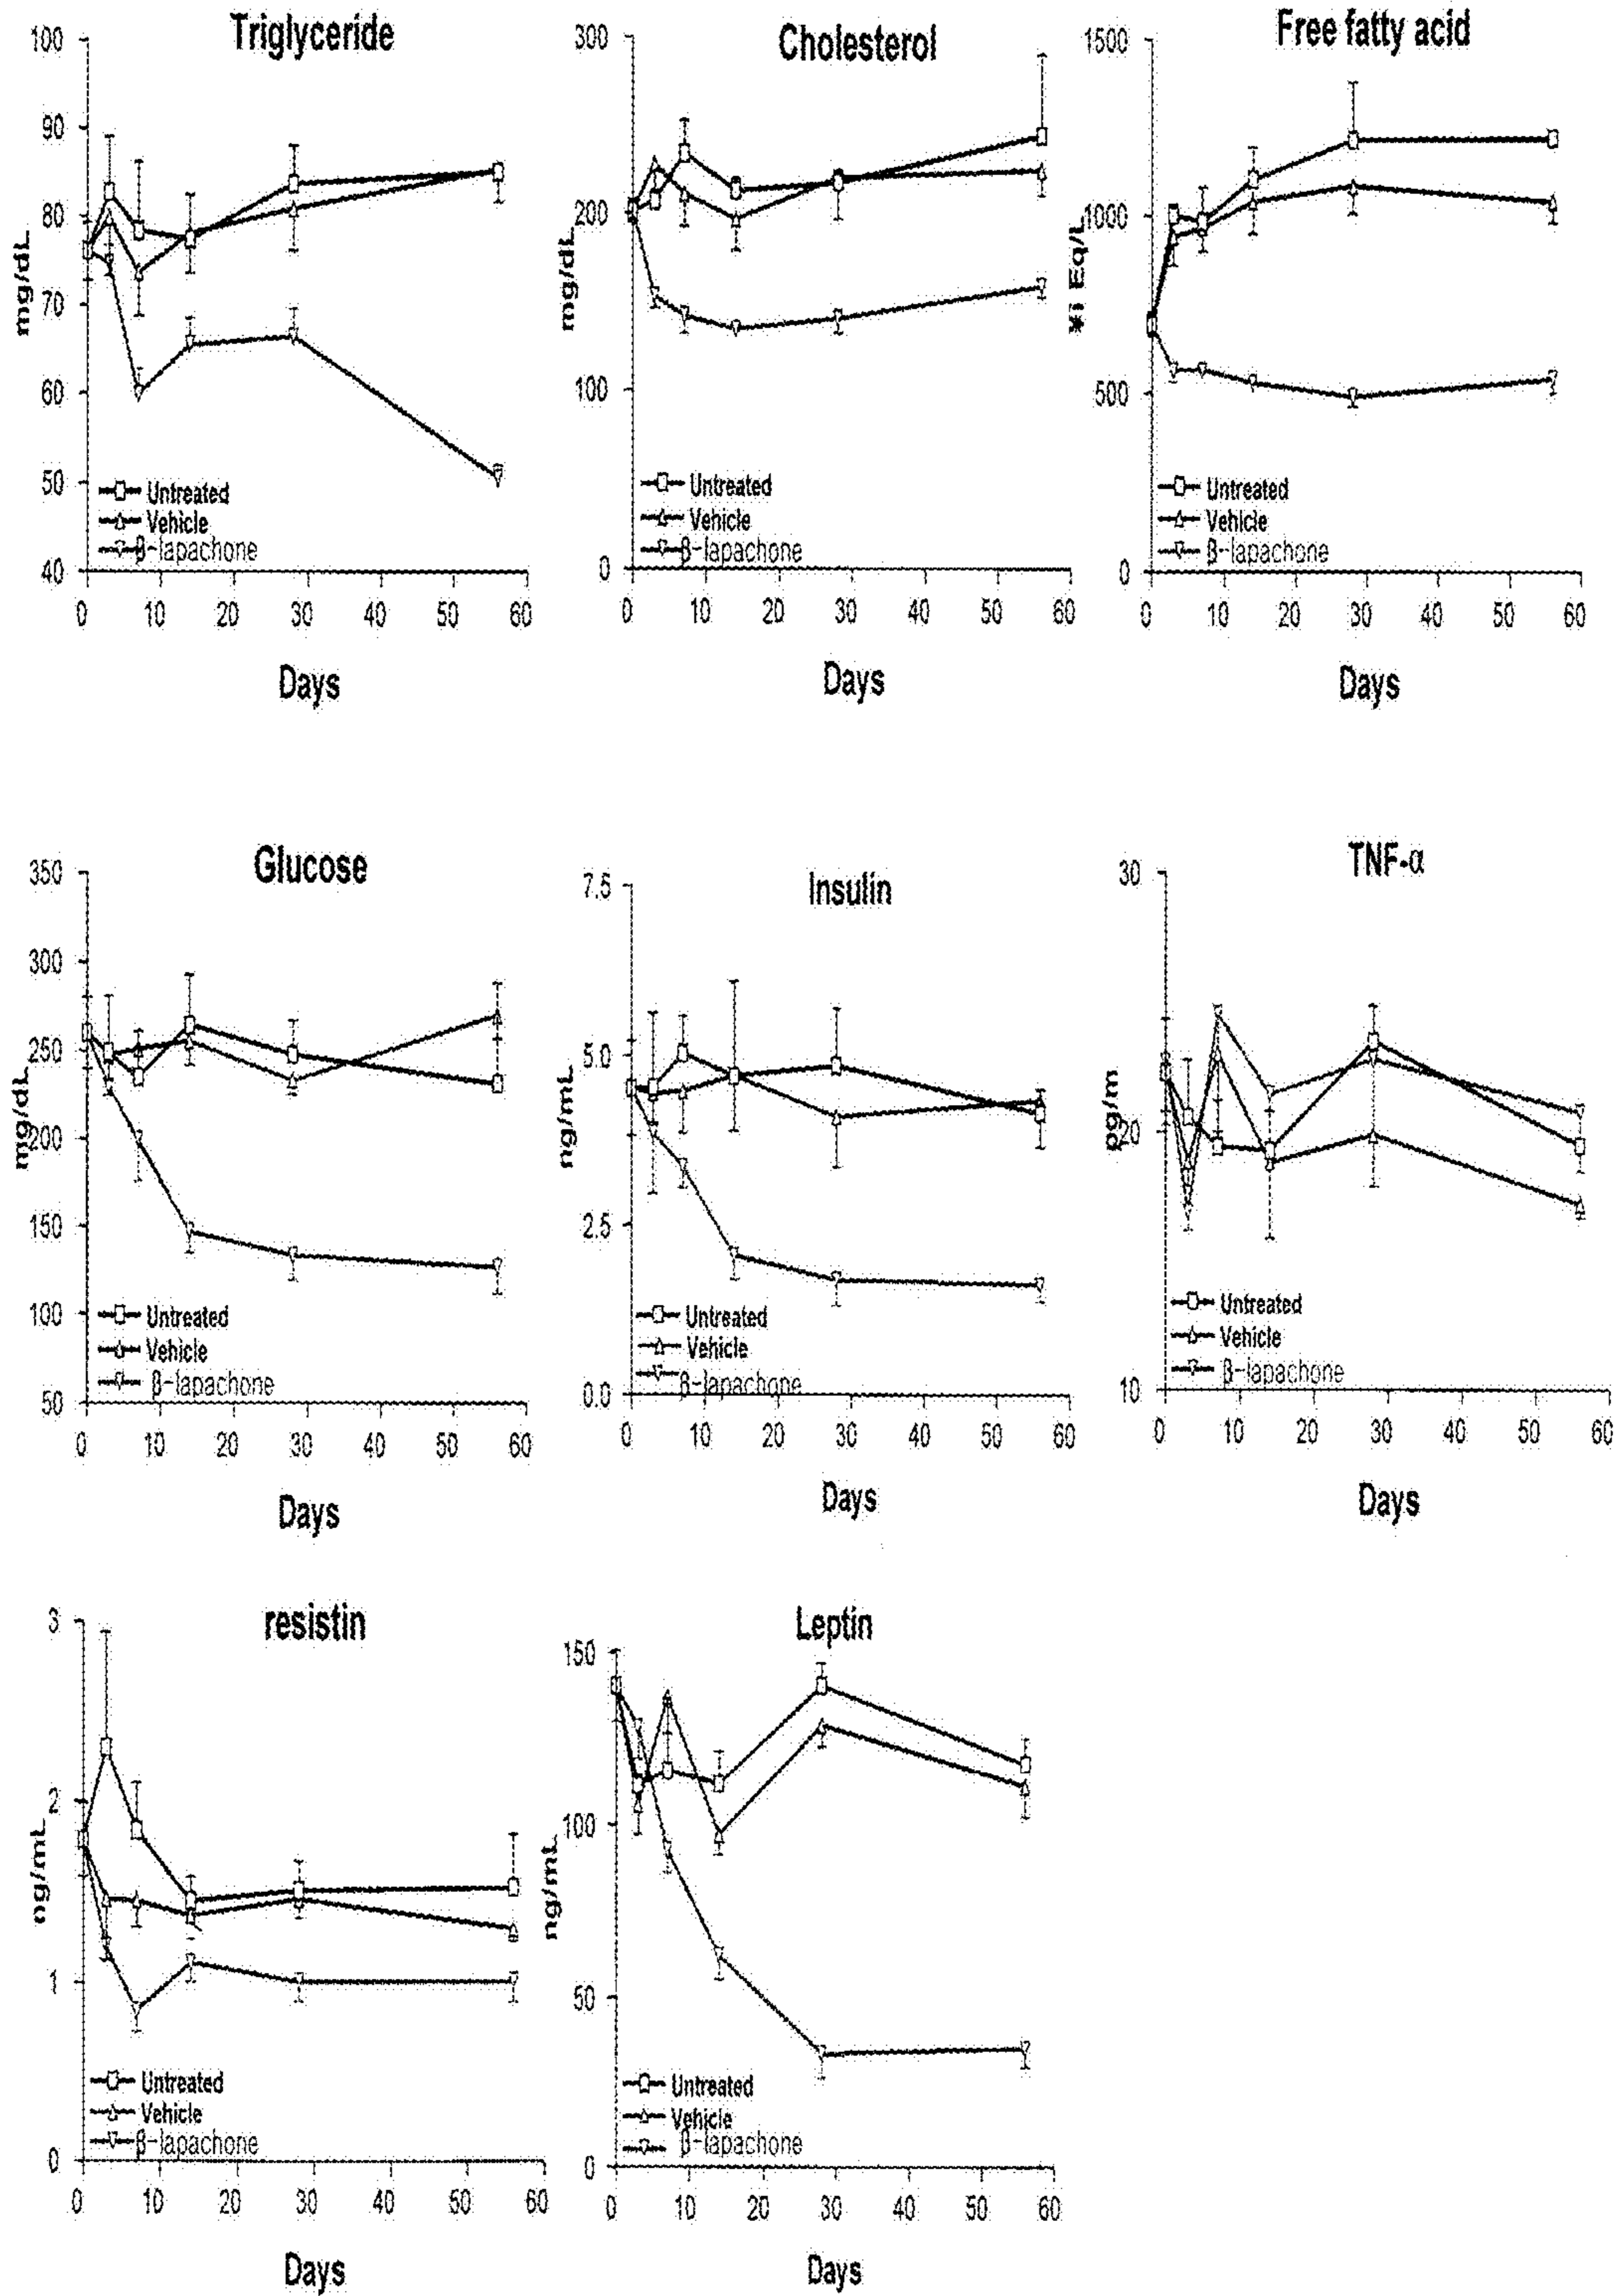 Triglyceride
100
90
80
70
60
50
40
mg/dL
Untreated
Vehicle
β-lapachone
0 10 20 30 40 50 60
Days
Cholesterol
300
200
100
0
mg/dL
Untreated
Vehicle
β-lapachone
0 10 20 30 40 50 60
Days
Free fatty acid
1500
1000
500
0
¥i Eq/L
Untreated
Vehicle
β-lapachone
0 10 20 30 40 50 60
Days
Glucose
350
300
250
200
150
100
50
mg/dL
Untreated
Vehicle
β-lapachone
0 10 20 30 40 50 60
Days
Insulin
7.5
5.0
2.5
0.0
ng/mL
Untreated
Vehicle
β-lapachone
0 10 20 30 40 50 60
Days
TNF-α
30
20
10
pg/m
Untreated
Vehicle
β-lapachone
0 10 20 30 40 50 60
Days
resistin
3
2
1
0
ng/mL
Untreated
Vehicle
β-lapachone
0 10 20 30 40 50 60
Days
Leptin
150
100
50
0
ng/mL
Untreated
Vehicle
β-lapachone
0 10 20 30 40 50 60
Days